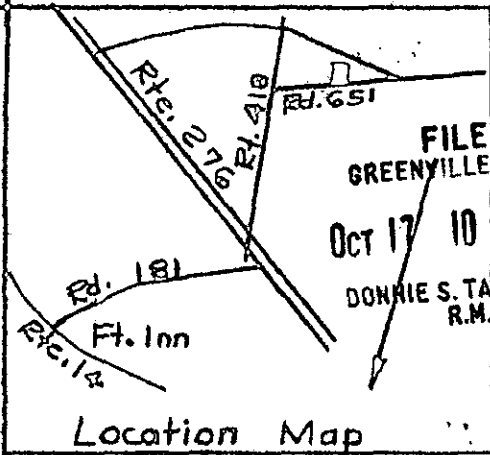 Rte. 276
Rt. 418
Rd. 651
FILE
GREENVILLE
OCT 17 10
DONNIE S. TA
R.M.
Rd. 181
Ft. Inn
Rte. 14
Location Map